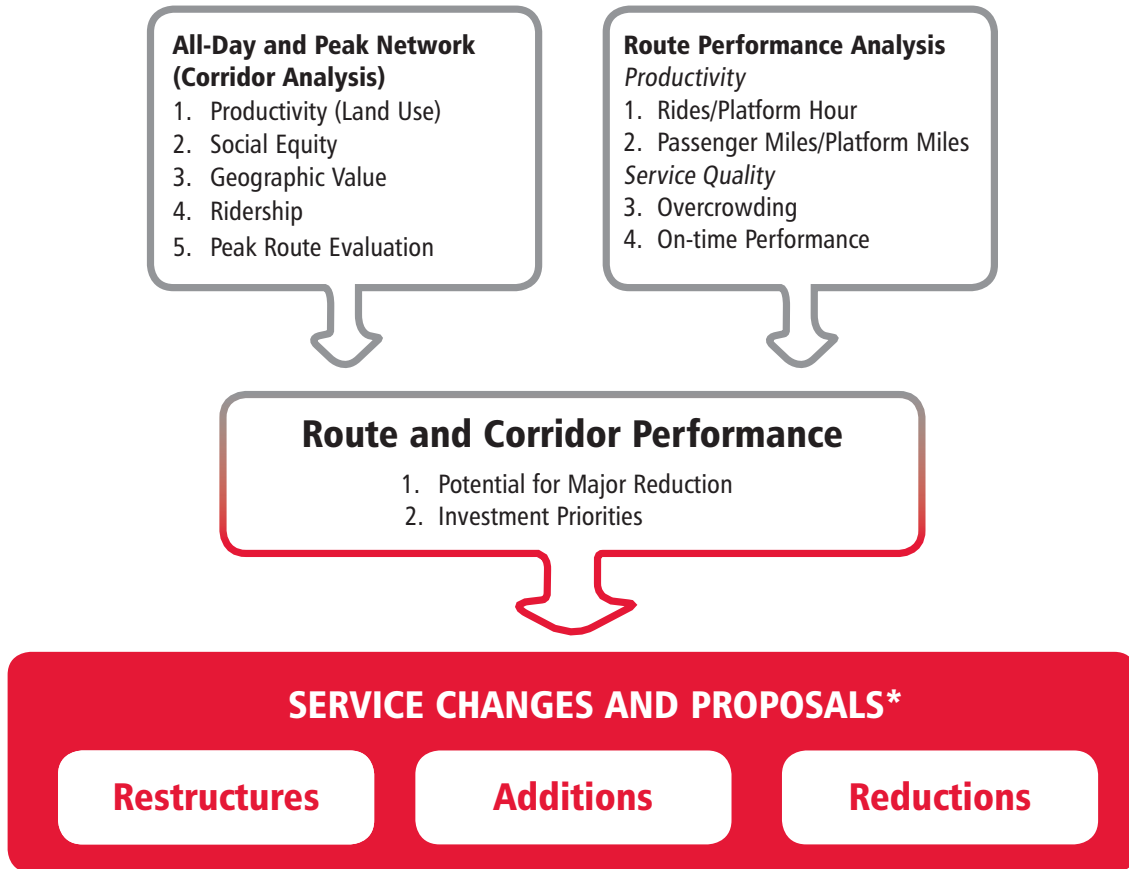 All-Day and Peak Network
(Corridor Analysis)
1. Productivity (Land Use)
2. Social Equity
3. Geographic Value
4. Ridership
5. Peak Route Evaluation
Route Performance Analysis
Productivity
1. Rides/Platform Hour
2. Passenger Miles/Platform Miles
Service Quality
3. Overcrowding
4. On-time Performance
Route and Corridor Performance
1. Potential for Major Reduction
2. Investment Priorities
SERVICE CHANGES AND PROPOSALS*
Restructures
Additions
Reductions